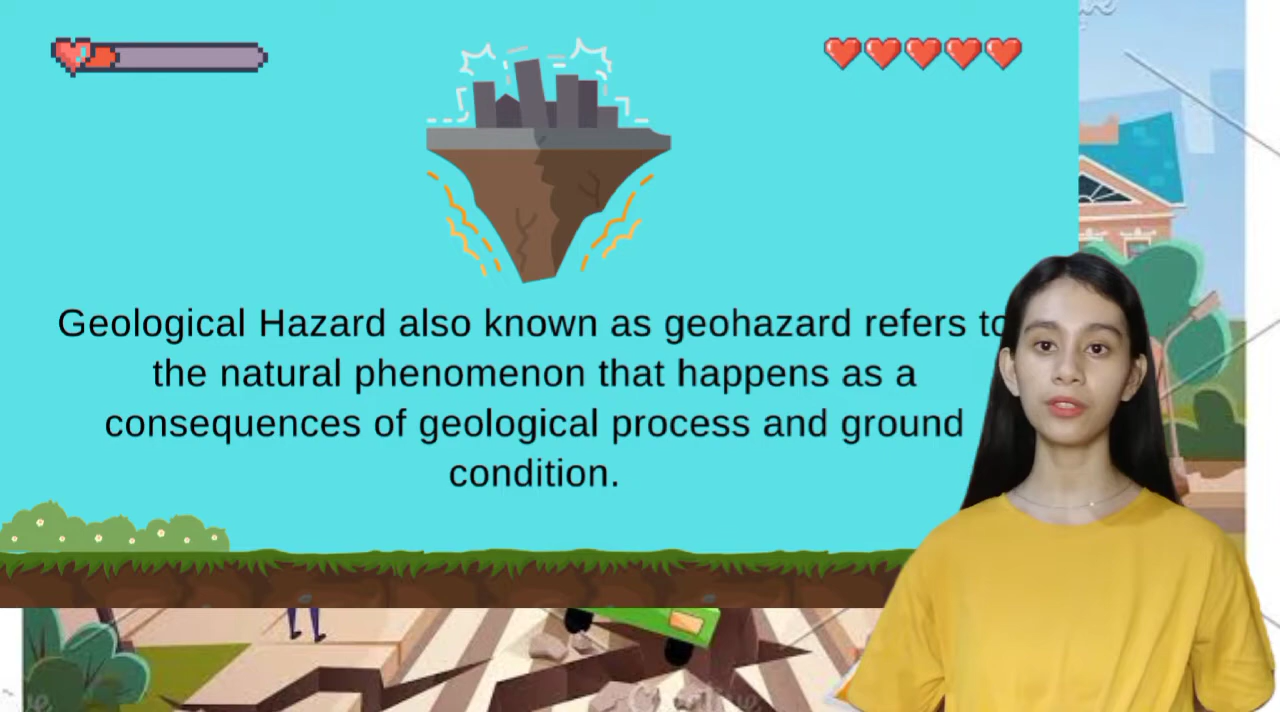 Geological Hazard also known as geohazard refers to
the natural phenomenon that happens as a
consequences of geological process and ground
condition.